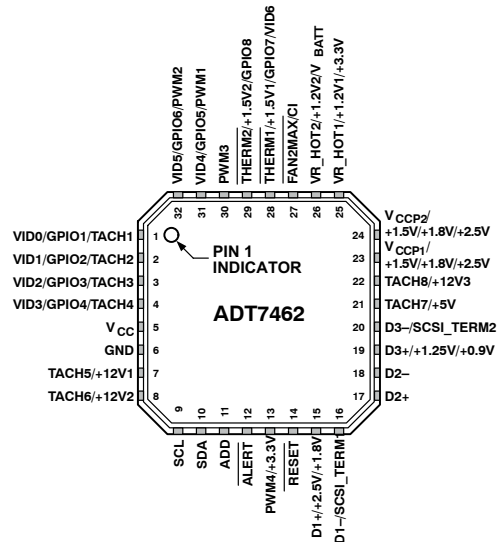 VID5/GPIO6/PWM2
VID4/GPIO5/PWM1
PWM3
THERM2/+1.5V2/GPIO8
THERM1/+1.5V1/GPIO7/VID6
FAN2MAX/CI
VR_HOT2/+1.2V2/VBATT
VR_HOT1/+1.2V1/+3.3V
32 31 30 29 28 27 26 25
VID0/GPIO1/TACH1 1
VID1/GPIO2/TACH2 2
VID2/GPIO3/TACH3 3
VID3/GPIO4/TACH4 4
VCC 5
GND 6
TACH5/+12V1 7
TACH6/+12V2 8
PIN 1
INDICATOR
ADT7462
24 VCCP2/
+1.5V/+1.8V/+2.5V
23 VCCP1/
+1.5V/+1.8V/+2.5V
22 TACH8/+12V3
21 TACH7/+5V
20 D3–/SCSI_TERM2
19 D3+/+1.25V/+0.9V
18 D2–
17 D2+
9 10 11 12 13 14 15 16
SCL
SDA
ADD
ALERT
PWM4/+3.3V
RESET
D1+/+2.5V/+1.8V
D1–/SCSI_TERM1